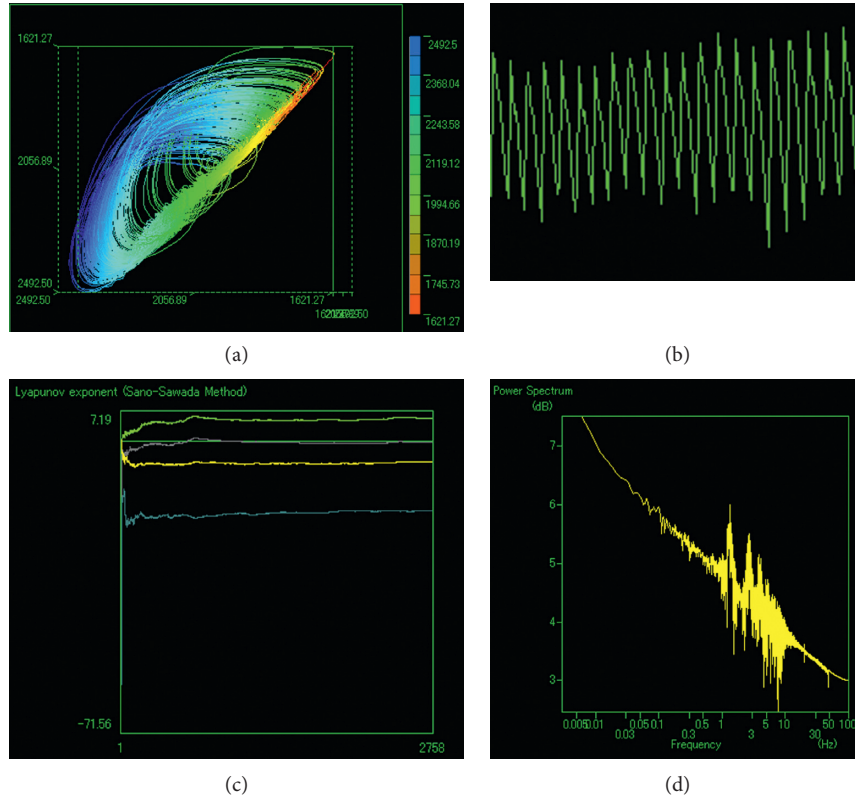 1621.27
2056.89
2492.50
2492.50
2056.89
1621.27
2492.5
2368.04
2243.58
2119.12
1994.66
1870.19
1745.73
1621.27
(a)
(b)
Lyapunov exponent (Sano-Sawada Method)
7.19
-71.56
1
2758
(c)
Power Spectrum
(dB)
7
6
5
4
3
0.005 0.01 0.05 0.1 0.5 1 5 10 50 100
0.03 0.3 3 30
Frequency (Hz)
(d)